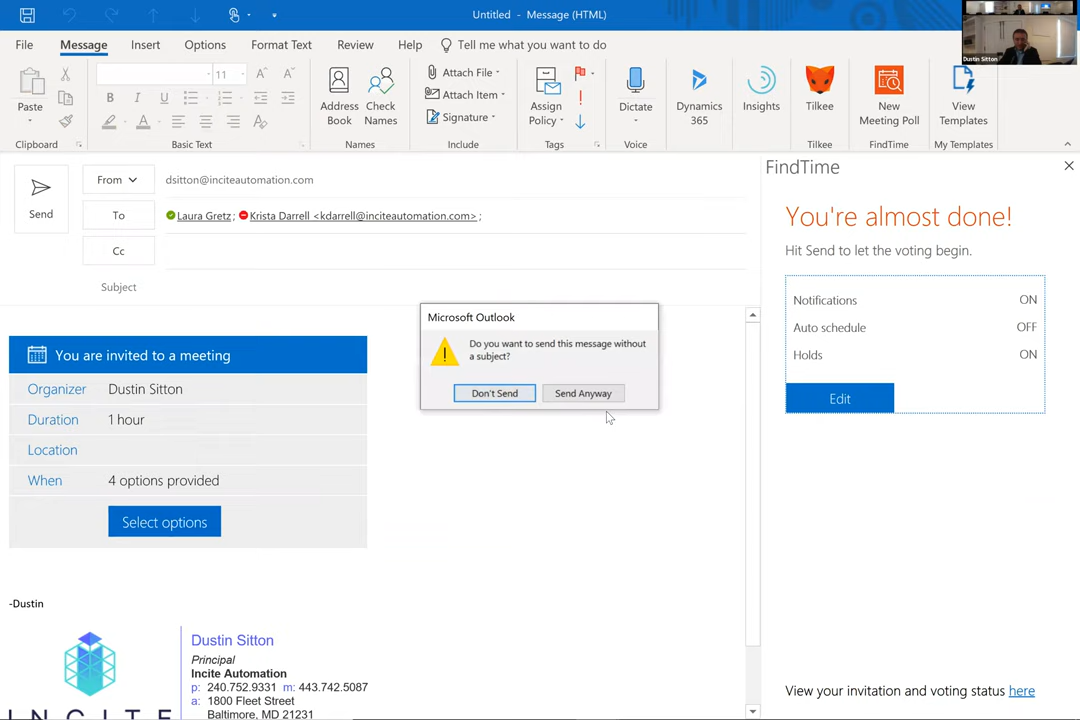 Untitled - Message (HTML)
File Message Insert Options Format Text Review Help Tell me what you want to do
Paste
11
B I U
Address Book
Check Names
Attach File
Attach Item
Signature
Assign Policy
Dictate
Dynamics 365
Insights
Tilkee
New Meeting Poll
View Templates
Clipboard Basic Text Names Include Tags Voice Tilkee FindTime My Templates
Dustin Sitton
Send
From dsitton@inciteautomation.com
To Laura Gretz; Krista Darrell <kdarrell@inciteautomation.com>;
Cc
Subject
You are invited to a meeting
Organizer Dustin Sitton
Duration 1 hour
Location
When 4 options provided
Select options
-Dustin
INCITE
Dustin Sitton
Principal
Incite Automation
p: 240.752.9331 m: 443.742.5087
a: 1800 Fleet Street
Baltimore, MD 21231
Microsoft Outlook
Do you want to send this message without
a subject?
Don't Send Send Anyway
FindTime
You're almost done!
Hit Send to let the voting begin.
Notifications ON
Auto schedule OFF
Holds ON
Edit
View your invitation and voting status here